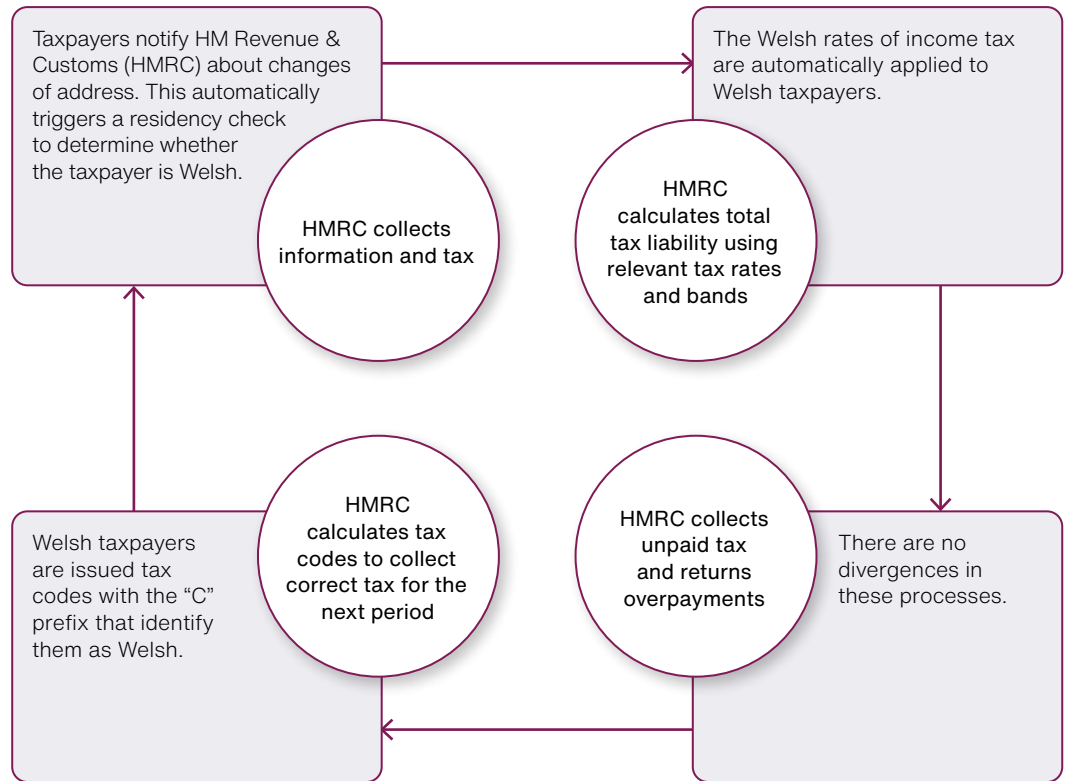 Taxpayers notify HM Revenue &
Customs (HMRC) about changes
of address. This automatically
triggers a residency check
to determine whether
the taxpayer is Welsh.
HMRC collects
information and tax
The Welsh rates of income tax
are automatically applied to
Welsh taxpayers.
HMRC
calculates total
tax liability using
relevant tax rates
and bands
There are no
divergences in
these processes.
HMRC collects
unpaid tax
and returns
overpayments
Welsh taxpayers
are issued tax
codes with the “C”
prefix that identify
them as Welsh.
HMRC
calculates tax
codes to collect
correct tax for the
next period